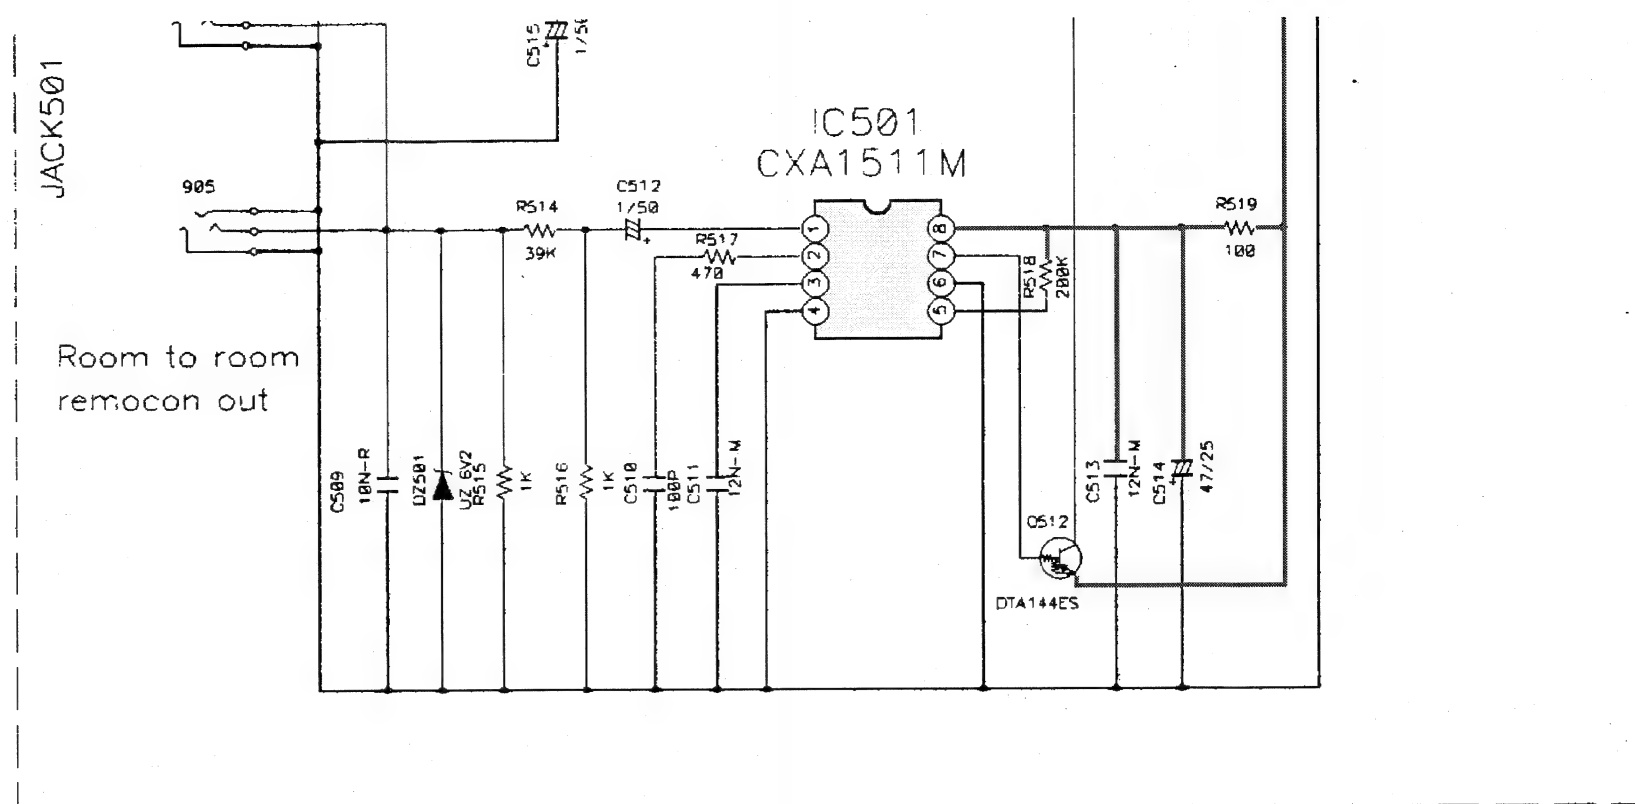 JACK501
C515
IC501
CXA1511M
905
R514
39K
C512
1/50
+
R517
470
1
2
3
4
8
7
6
5
R518
200K
R519
100
Room to room
remocon out
C509
10N-R
DZ501
UZ 6V2
R515
1K
R516
1K
C510
100P
C511
12N-M
Q512
DTA144ES
C513
12N-M
C514
+
47/25